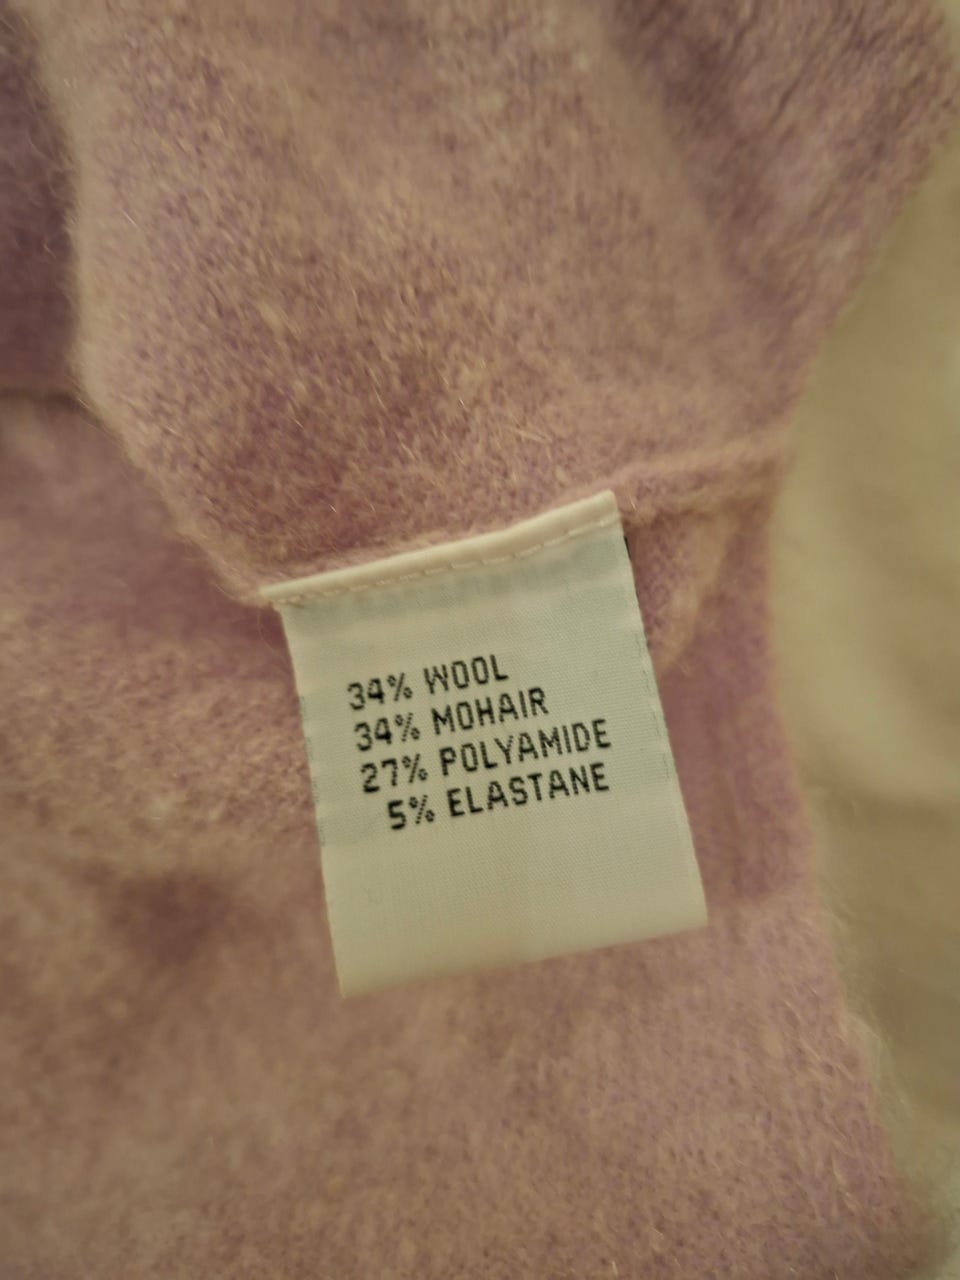 34% WOOL
34% MOHAIR
27% POLYAMIDE
5% ELASTANE